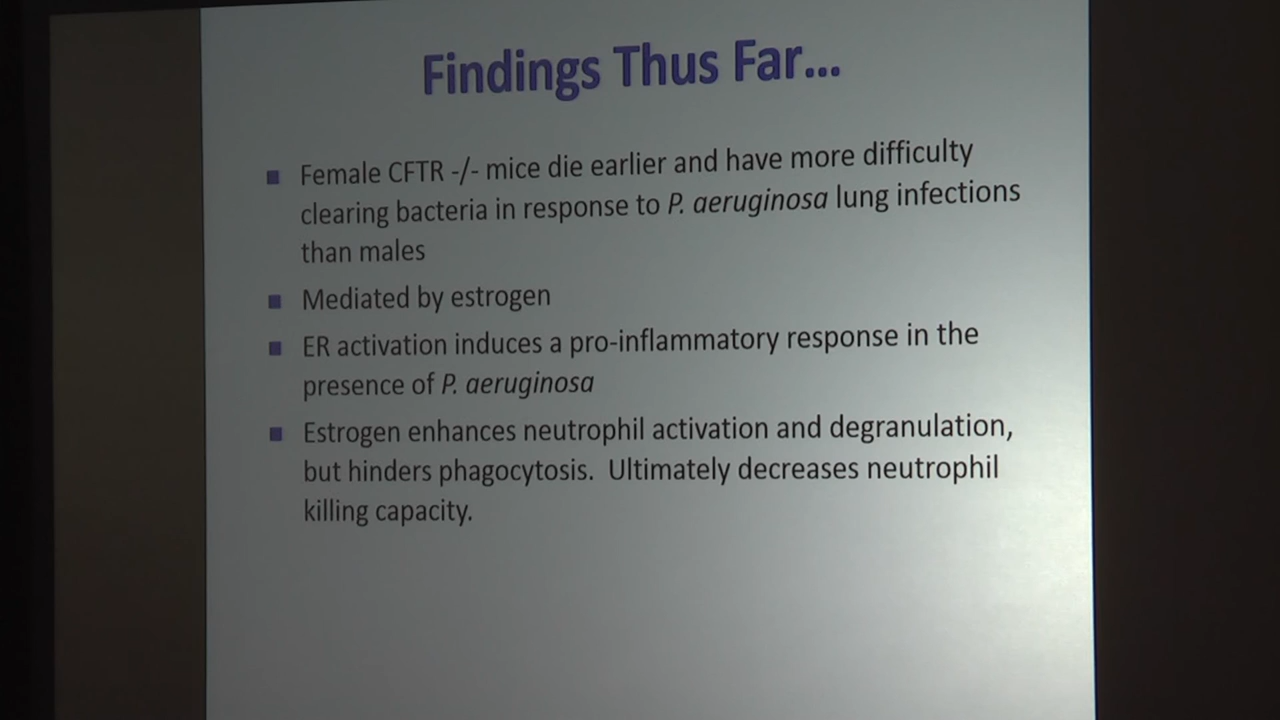 Findings Thus Far...
Female CFTR -/- mice die earlier and have more difficulty
clearing bacteria in response to P. aeruginosa lung infections
than males
Mediated by estrogen
ER activation induces a pro-inflammatory response in the
presence of P. aeruginosa
Estrogen enhances neutrophil activation and degranulation,
but hinders phagocytosis.  Ultimately decreases neutrophil
killing capacity.